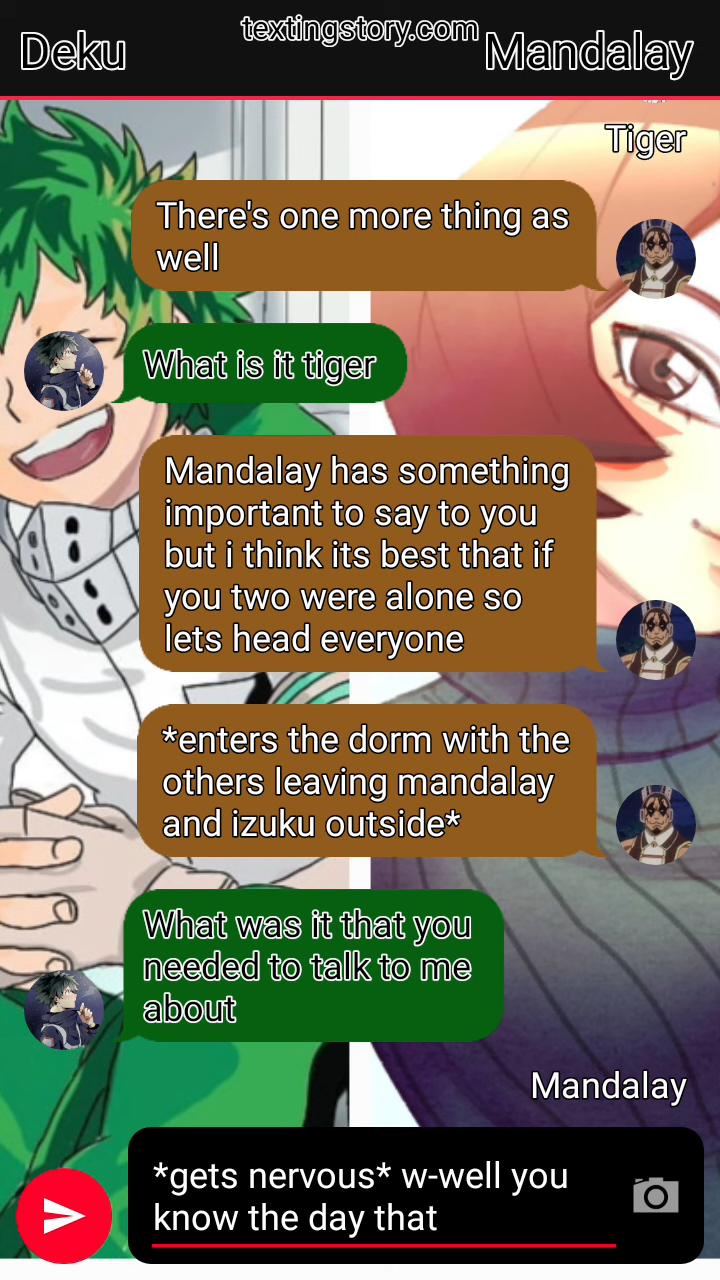 textingstory.com
Deku
Mandalay
Tiger
There's one more thing as
well
What is it tiger
Mandalay has something
important to say to you
but i think its best that if
you two were alone so
lets head everyone
*enters the dorm with the
others leaving mandalay
and izuku outside*
What was it that you
needed to talk to me
about
Mandalay
*gets nervous* w-well you
know the day that